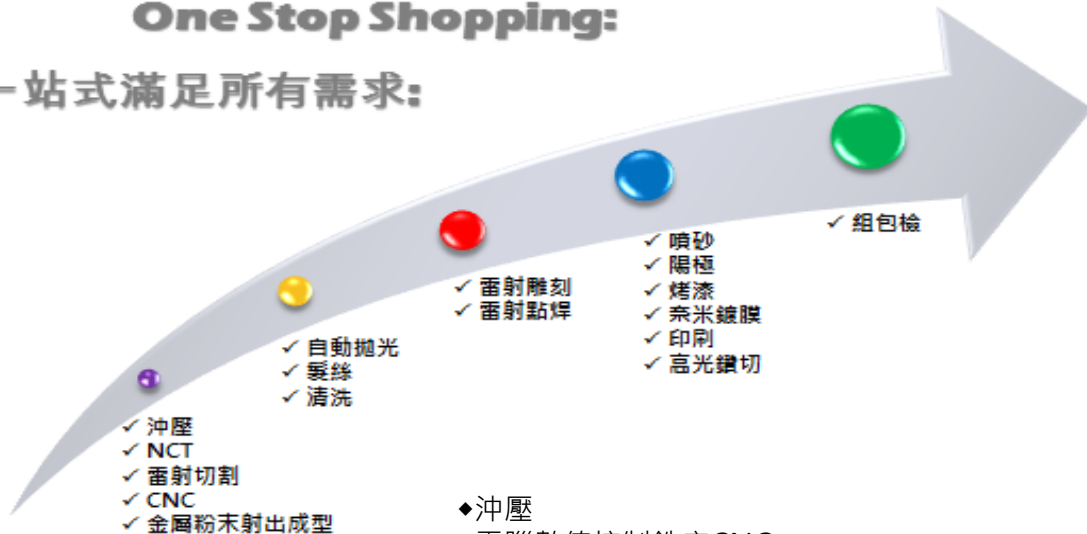 One Stop Shopping:
一站式滿足所有需求:
✓ 組包檢
✓ 噴砂
✓ 陽極
✓ 烤漆
✓ 奈米鍍膜
✓ 印刷
✓ 高光鑽切
✓ 雷射雕刻
✓ 雷射點焊
✓ 自動拋光
✓ 髮絲
✓ 清洗
✓ 沖壓
✓ NCT
✓ 雷射切割
✓ CNC
✓ 金屬粉末射出成型
◆沖壓